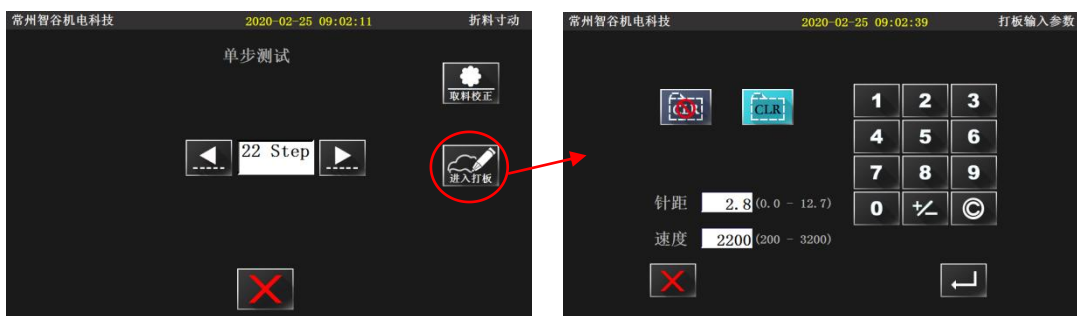 常州智谷机电科技 2020-02-25 09:02:11 折料寸动
单步测试
取料校正
22 Step
进入打板
常州智谷机电科技 2020-02-25 09:02:39 打板输入参数
CLR CLR
1 2 3
4 5 6
7 8 9
0 +/− ©
针距 2.8 (0.0 - 12.7)
速度 2200 (200 - 3200)